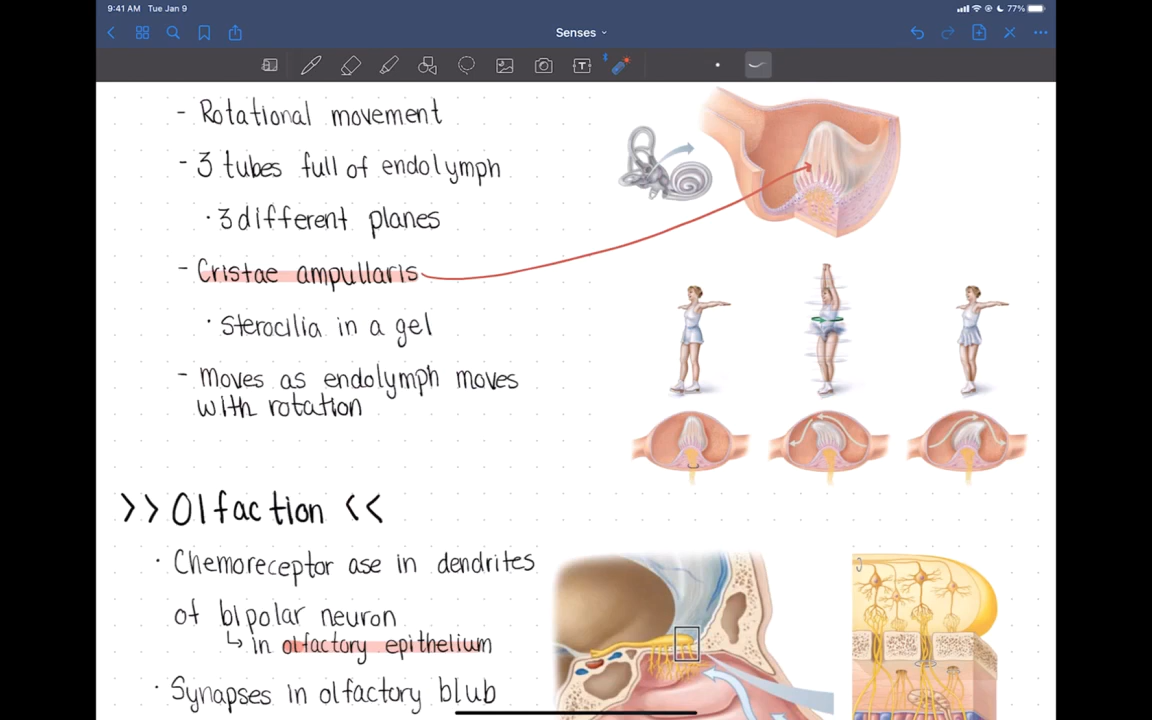 9:41 AM Tue Jan 9
77%
Senses
- Rotational movement
- 3 tubes full of endolymph
· 3 different planes
- Cristae ampullaris
· Sterocilia in a gel
- Moves as endolymph moves
with rotation
>> Olfaction <<
· Chemoreceptor ase in dendrites
of bipolar neuron
↳ in olfactory epithelium
· Synapses in olfactory blub